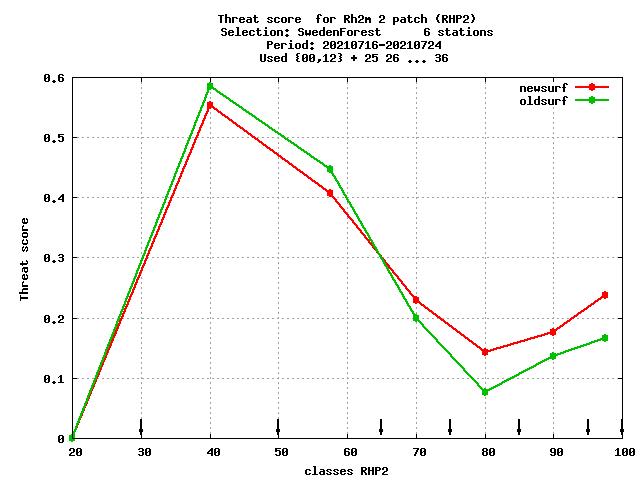 Threat score  for Rh2m 2 patch (RHP2)
Selection: SwedenForest      6 stations
Period: 20210716-20210724
Used {00,12} + 25 26 ... 36
newsurf
oldsurf
0.6
0.5
0.4
0.3
0.2
0.1
0
Threat score
20 30 40 50 60 70 80 90 100
classes RHP2